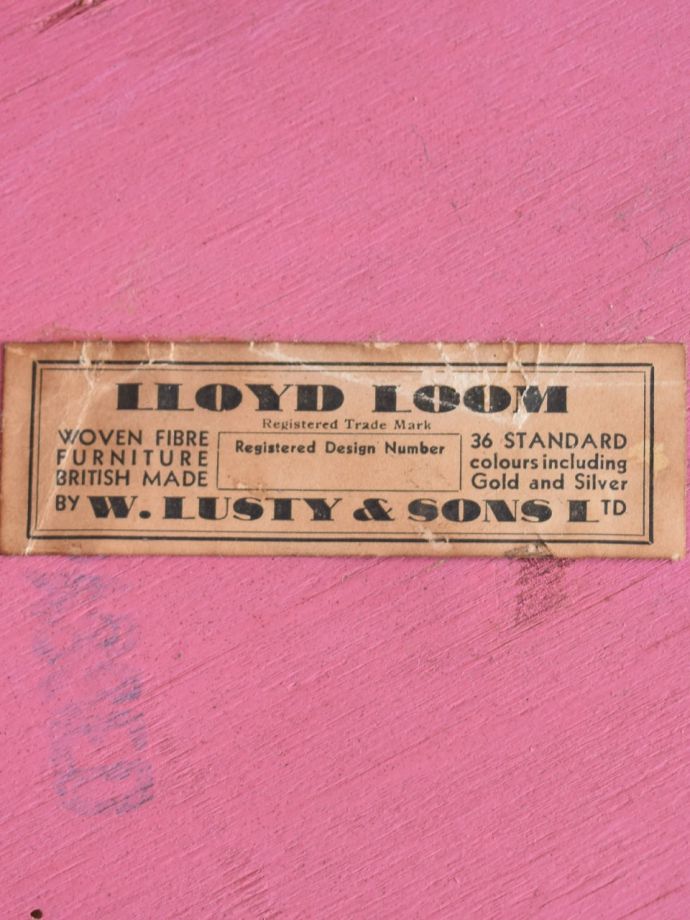 LLOYD LOOM
Registered Trade Mark
WOVEN FIBRE
FURNITURE
BRITISH MADE
Registered Design Number
36 STANDARD
colours including
Gold and Silver
BY W. LUSTY & SONS LTD